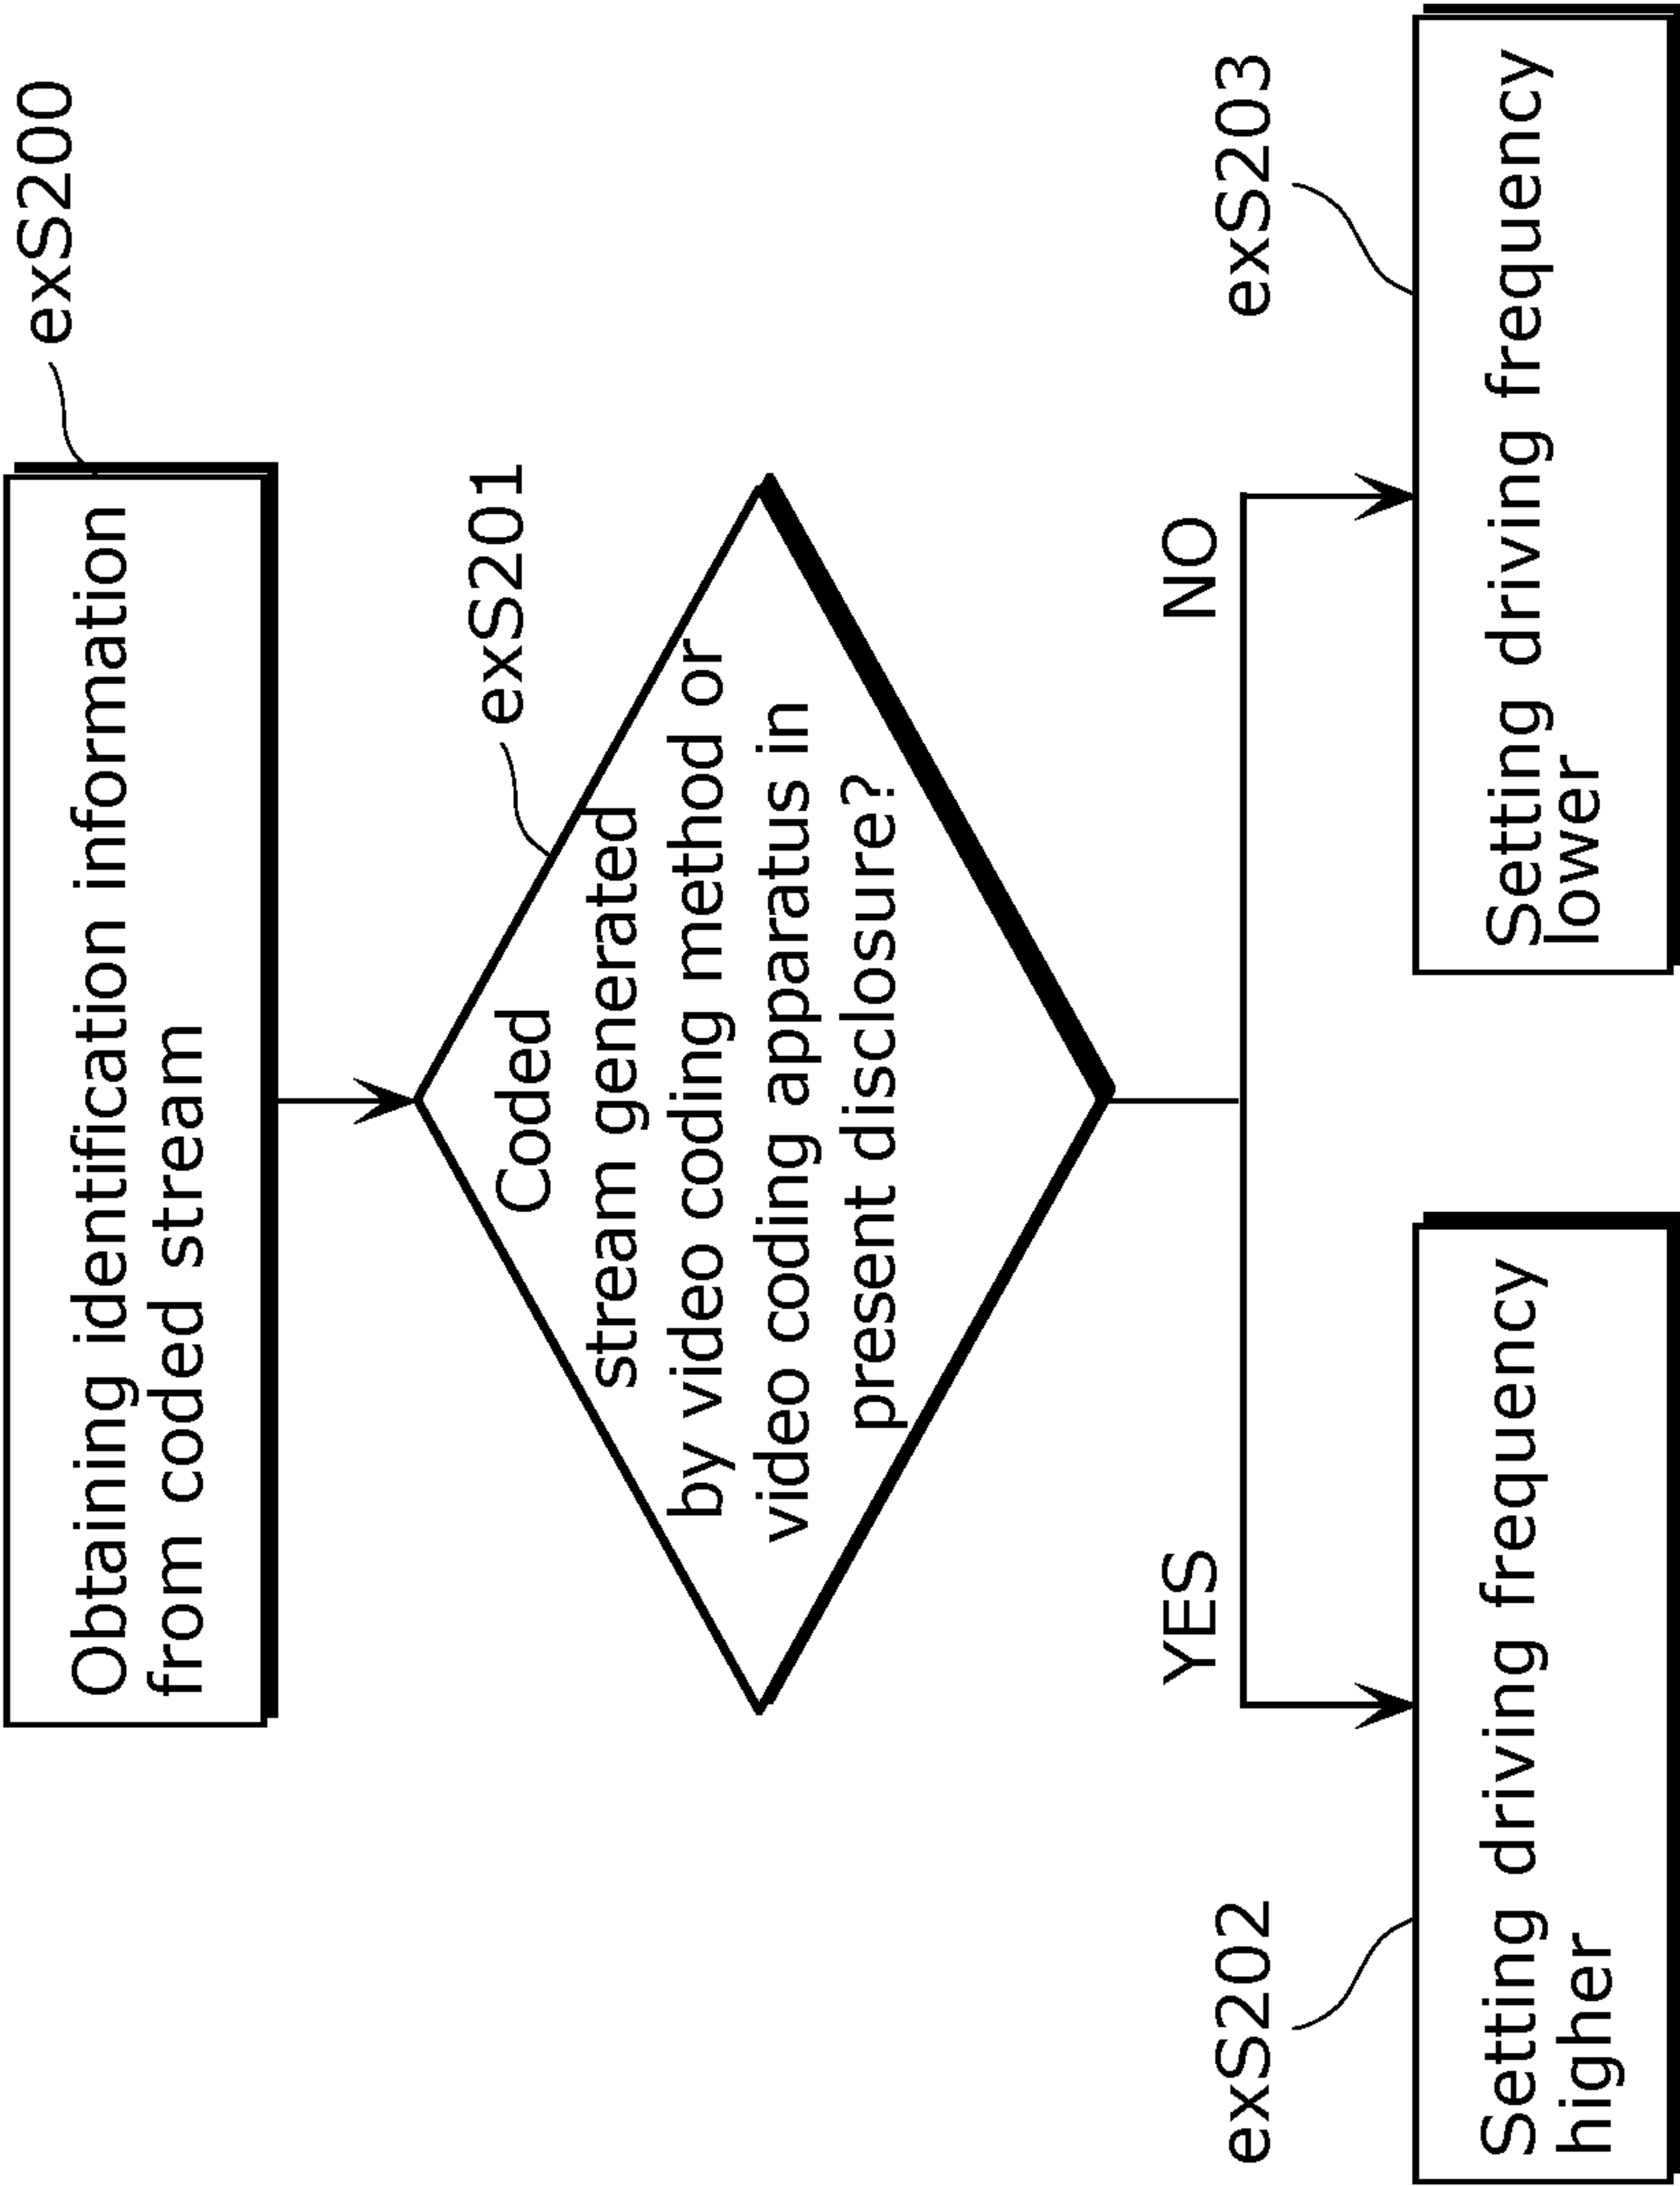 exS200
Obtaining identification information
from coded stream
exS201
Coded
stream generated
by video coding method or
video coding apparatus in
present disclosure?
YES
NO
exS202
exS203
Setting driving frequency
higher
Setting driving frequency
lower